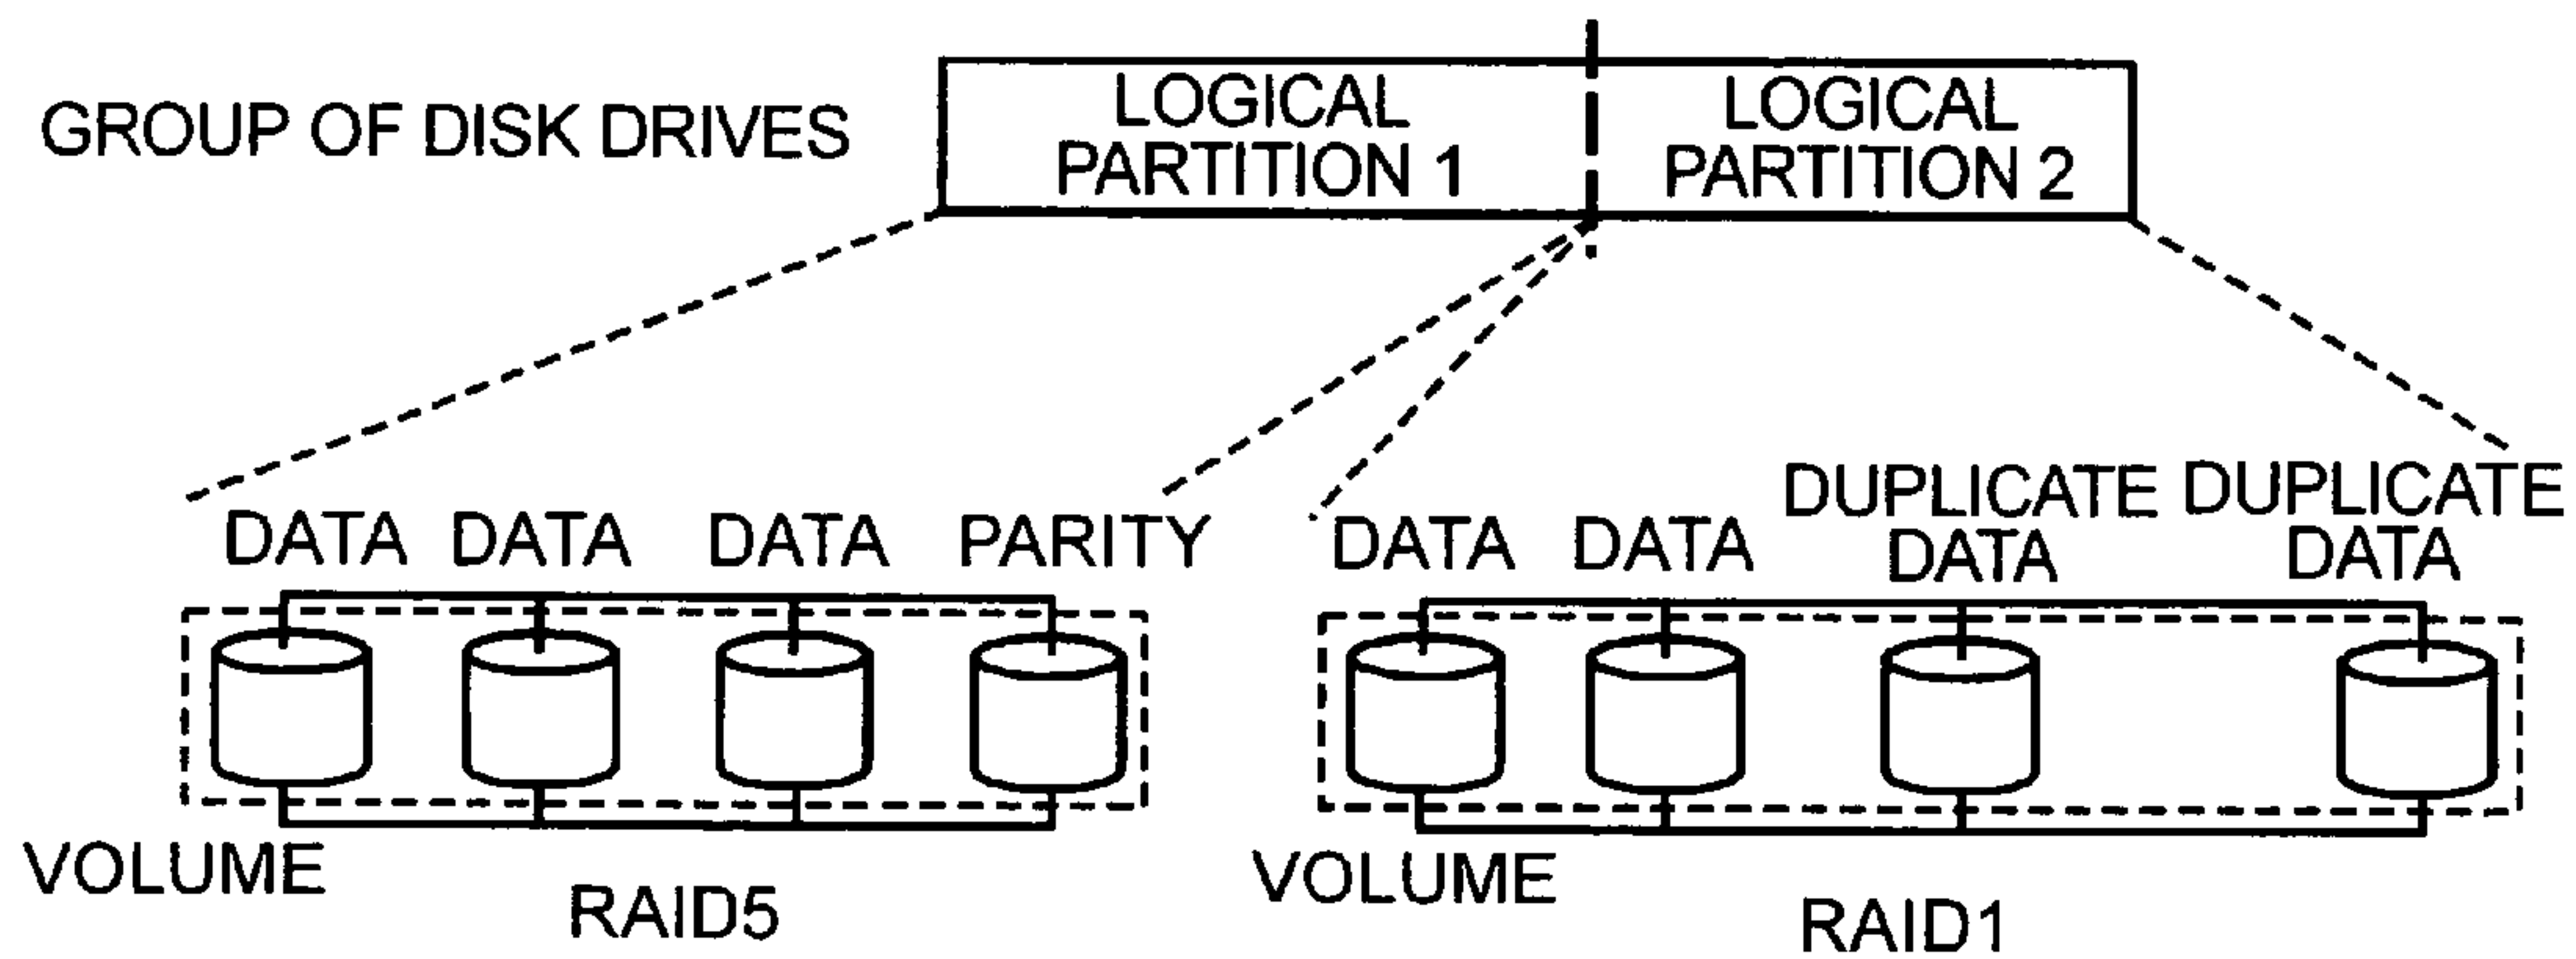 GROUP OF DISK DRIVES
LOGICAL
PARTITION 1
LOGICAL
PARTITION 2
DATA DATA DATA PARITY
DATA DATA
DUPLICATE
DATA
DUPLICATE
DATA
VOLUME
RAID5
VOLUME
RAID1